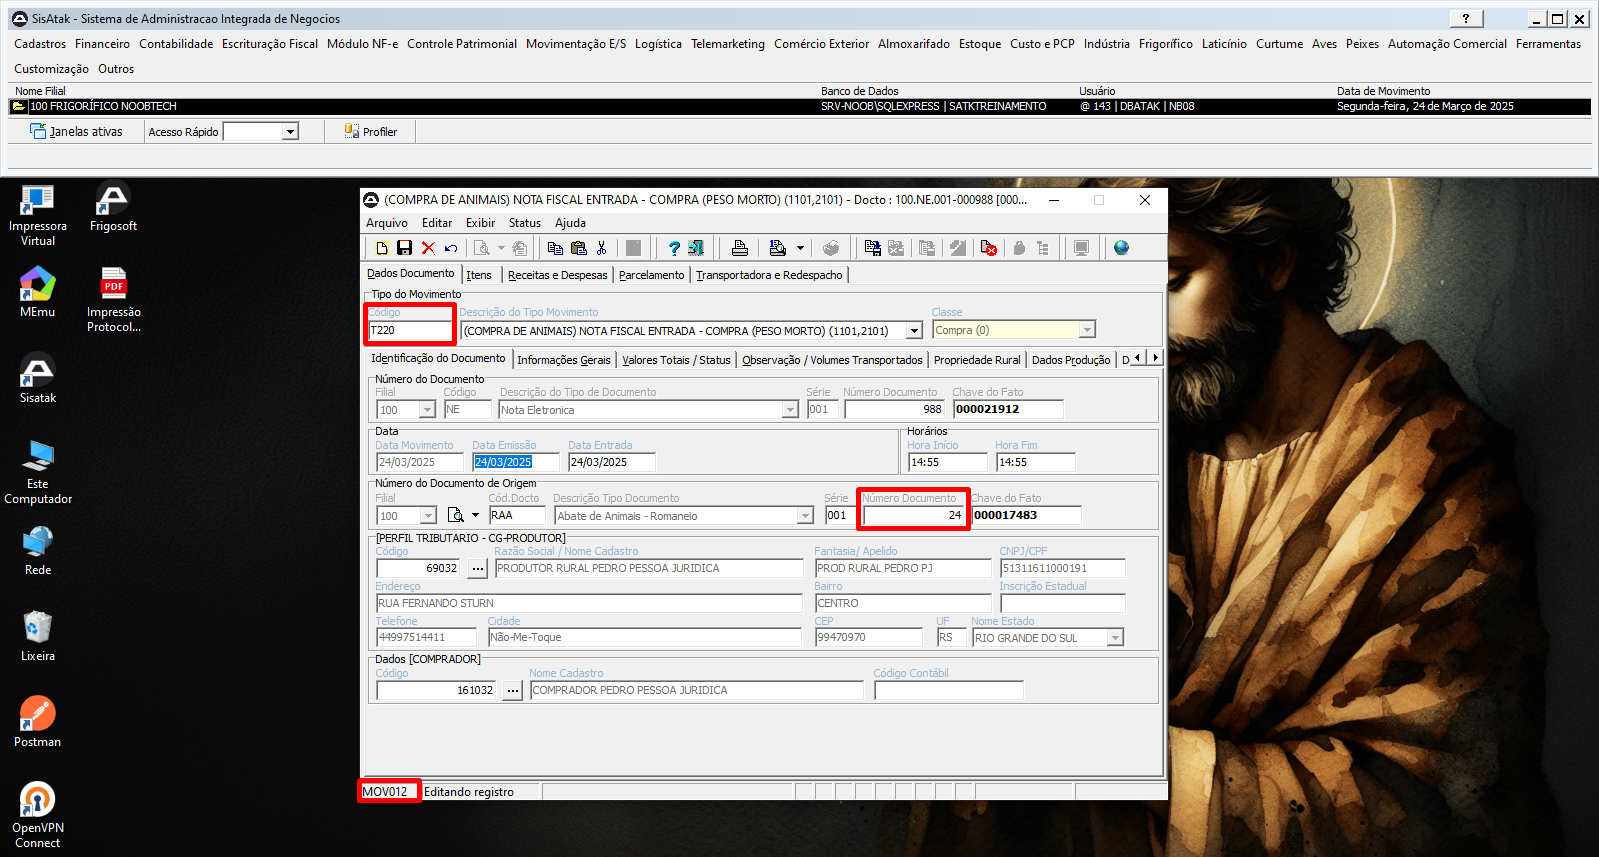 SisAtak - Sistema de Administracao Integrada de Negocios
?
Cadastros Financeiro Contabilidade Escrituração Fiscal Módulo NF-e Controle Patrimonial Movimentação E/S Logística Telemarketing Comércio Exterior Almoxarifado Estoque Custo e PCP Indústria Frigorífico Laticínio Curtume Aves Peixes Automação Comercial Ferramentas
Customização Outros
Nome Filial Banco de Dados Usuário Data de Movimento
100 FRIGORÍFICO NOOBTECH SRV-NOOB\SQLEXPRESS | SATKTREINAMENTO @ 143 | DBATAK | NB08 Segunda-feira, 24 de Março de 2025
Janelas ativas Acesso Rápido Profiler
Impressora Virtual
Frigosoft
MEmu
PDF
Impressão Protocol...
Sisatak
Este Computador
Rede
Lixeira
Postman
OpenVPN Connect
(COMPRA DE ANIMAIS) NOTA FISCAL ENTRADA - COMPRA (PESO MORTO) (1101,2101) - Docto : 100.NE.001-000988 [000...
Arquivo Editar Exibir Status Ajuda
Dados Documento Itens Receitas e Despesas Parcelamento Transportadora e Redespacho
Tipo do Movimento
Código Descrição do Tipo Movimento Classe
T220 (COMPRA DE ANIMAIS) NOTA FISCAL ENTRADA - COMPRA (PESO MORTO) (1101,2101) Compra (0)
Identificação do Documento Informações Gerais Valores Totais / Status Observação / Volumes Transportados Propriedade Rural Dados Produção D
Número do Documento
Filial Código Descrição do Tipo de Documento Série Número Documento Chave do Fato
100 NE Nota Eletronica 001 988 000021912
Data Horários
Data Movimento Data Emissão Data Entrada Hora Início Hora Fim
24/03/2025 24/03/2025 24/03/2025 14:55 14:55
Número do Documento de Origem
Filial Cód.Docto Descrição Tipo Documento Série Número Documento Chave do Fato
100 RAA Abate de Animais - Romaneio 001 24 000017483
[PERFIL TRIBUTARIO - CG-PRODUTOR]
Código Razão Social / Nome Cadastro Fantasia/ Apelido CNPJ/CPF
69032 ... PRODUTOR RURAL PEDRO PESSOA JURIDICA PROD RURAL PEDRO PJ 51311611000191
Endereço Bairro Inscrição Estadual
RUA FERNANDO STURN CENTRO
Telefone Cidade CEP UF Nome Estado
44997514411 Não-Me-Toque 99470970 RS RIO GRANDE DO SUL
Dados [COMPRADOR]
Código Nome Cadastro Código Contábil
161032 ... COMPRADOR PEDRO PESSOA JURIDICA
MOV012 Editando registro